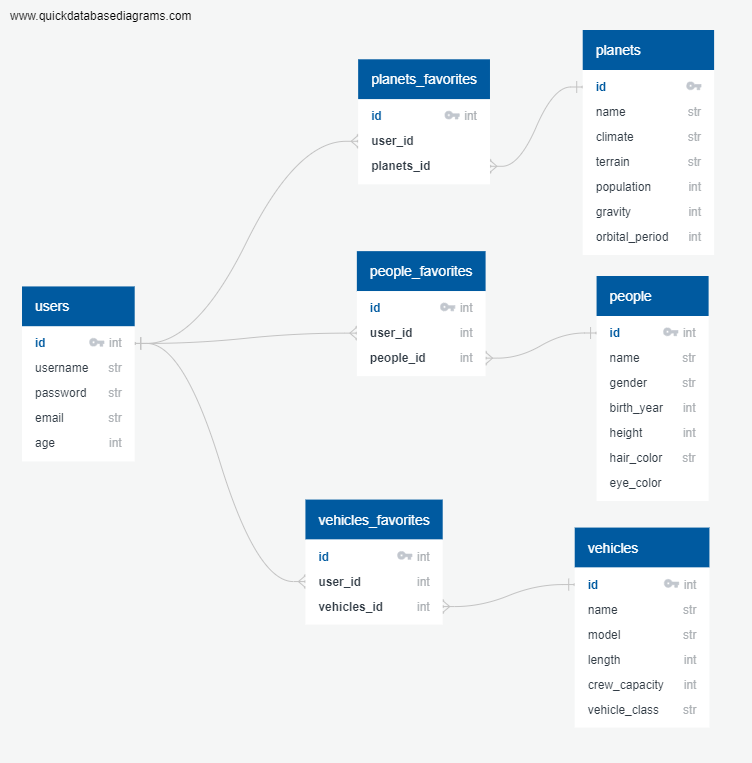 www.quickdatabasediagrams.com
planets
id
name str
climate str
terrain str
population int
gravity int
orbital_period int
planets_favorites
id int
user_id
planets_id
people_favorites
id int
user_id int
people_id int
people
id int
name str
gender str
birth_year int
height int
hair_color str
eye_color
users
id int
username str
password str
email str
age int
vehicles_favorites
id int
user_id int
vehicles_id int
vehicles
id int
name str
model str
length int
crew_capacity int
vehicle_class str